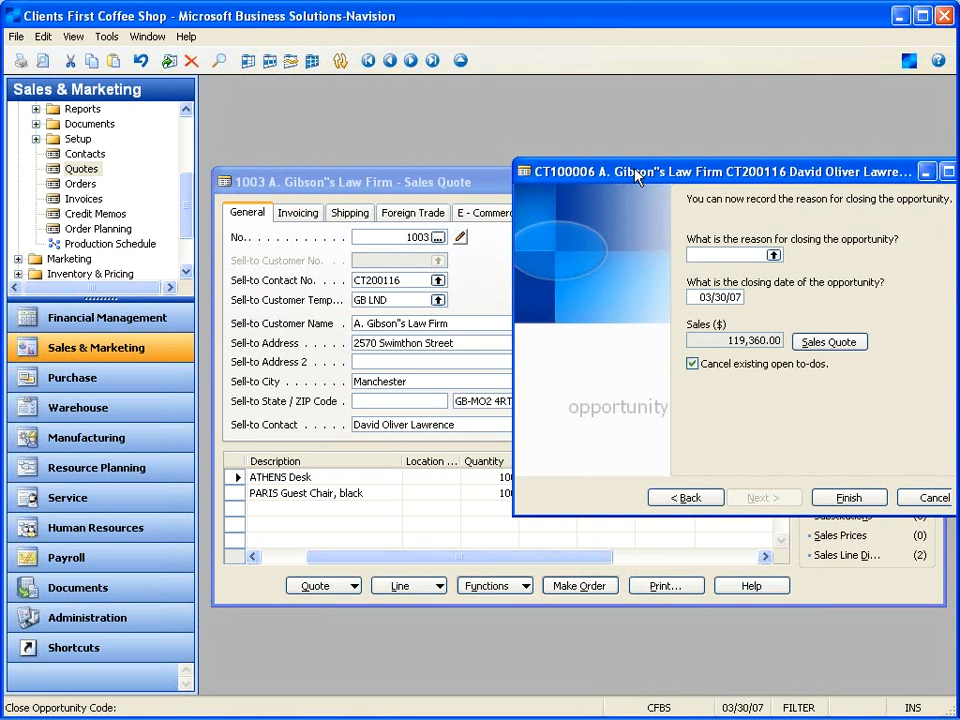 Clients First Coffee Shop - Microsoft Business Solutions-Navision
File Edit View Tools Window Help
Sales & Marketing
Reports
Documents
Setup
Contacts
Quotes
Orders
Invoices
Credit Memos
Order Planning
Production Schedule
Marketing
Inventory & Pricing
Financial Management
Sales & Marketing
Purchase
Warehouse
Manufacturing
Resource Planning
Service
Human Resources
Payroll
Documents
Administration
Shortcuts
1003 A. Gibson"s Law Firm - Sales Quote
General Invoicing Shipping Foreign Trade E - Commerc
No. . . . . . . . . . . . 1003
Sell-to Customer No. . . .
Sell-to Contact No. . . . CT200116
Sell-to Customer Temp... GB LND
Sell-to Customer Name . A. Gibson"s Law Firm
Sell-to Address . . . . . . 2570 Swimthon Street
Sell-to Address 2 . . . . .
Sell-to City . . . . . . . . Manchester
Sell-to State / ZIP Code . GB-MO2 4RT
Sell-to Contact . . . . . David Oliver Lawrence
Description Location ... Quantity
ATHENS Desk 100
PARIS Guest Chair, black 100
Sales Prices (0)
Sales Line Di... (2)
Quote Line Functions Make Order Print... Help
CT100006 A. Gibson"s Law Firm CT200116 David Oliver Lawre...
You can now record the reason for closing the opportunity.
What is the reason for closing the opportunity?
What is the closing date of the opportunity?
03/30/07
Sales ($)
119,360.00 Sales Quote
Cancel existing open to-dos.
opportunity
< Back Next > Finish Cancel
Close Opportunity Code: CFBS 03/30/07 FILTER INS